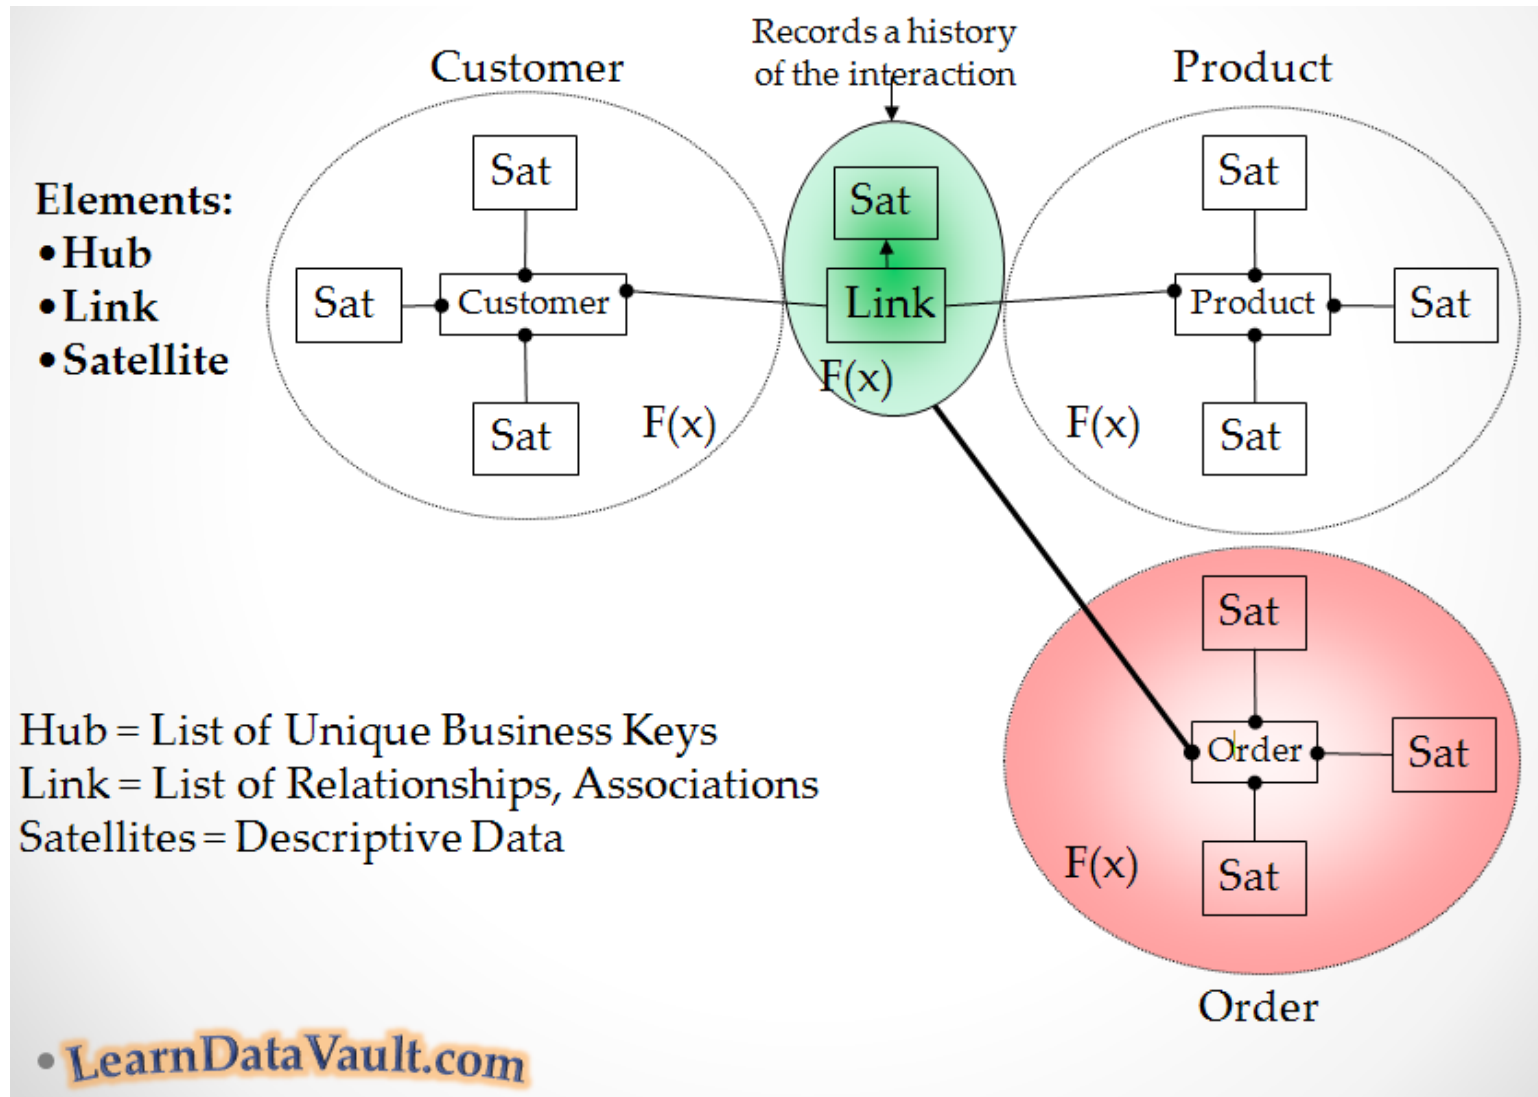 Records a history
of the interaction
Customer
Product
Sat
Sat
Sat
Elements:
•Hub
•Link
•Satellite
Sat
Customer
Link
Product
Sat
F(x)
Sat
F(x)
F(x)
Sat
Sat
Hub = List of Unique Business Keys
Link = List of Relationships, Associations
Satellites = Descriptive Data
Order
Sat
F(x)
Sat
Order
• LearnDataVault.com